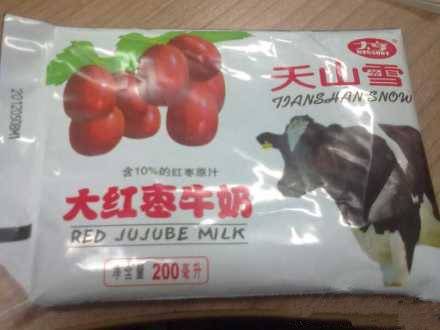 天山雪
TIANSHAN SNOW
含10%的红枣原汁
大红枣牛奶
RED JUJUBE MILK
净含量 200毫升